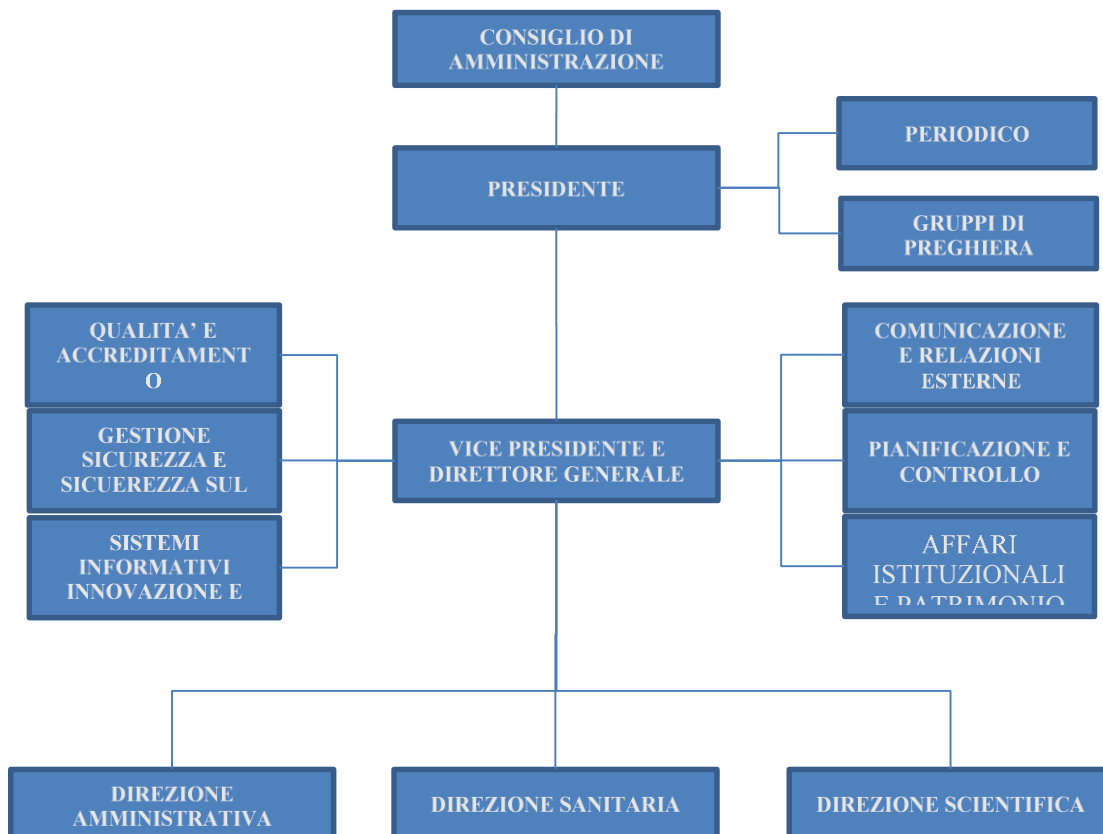 CONSIGLIO DI
AMMINISTRAZIONE
PERIODICO
PRESIDENTE
GRUPPI DI
PREGHIERA
QUALITA’ E
ACCREDITAMENT
O
COMUNICAZIONE
E RELAZIONI
ESTERNE
GESTIONE
SICUREZZA E
SICUEREZZA SUL
VICE PRESIDENTE E
DIRETTORE GENERALE
PIANIFICAZIONE E
CONTROLLO
SISTEMI
INFORMATIVI
INNOVAZIONE E
AFFARI
ISTITUZIONALI
E PATRIMONIO
DIREZIONE
AMMINISTRATIVA
DIREZIONE SANITARIA
DIREZIONE SCIENTIFICA